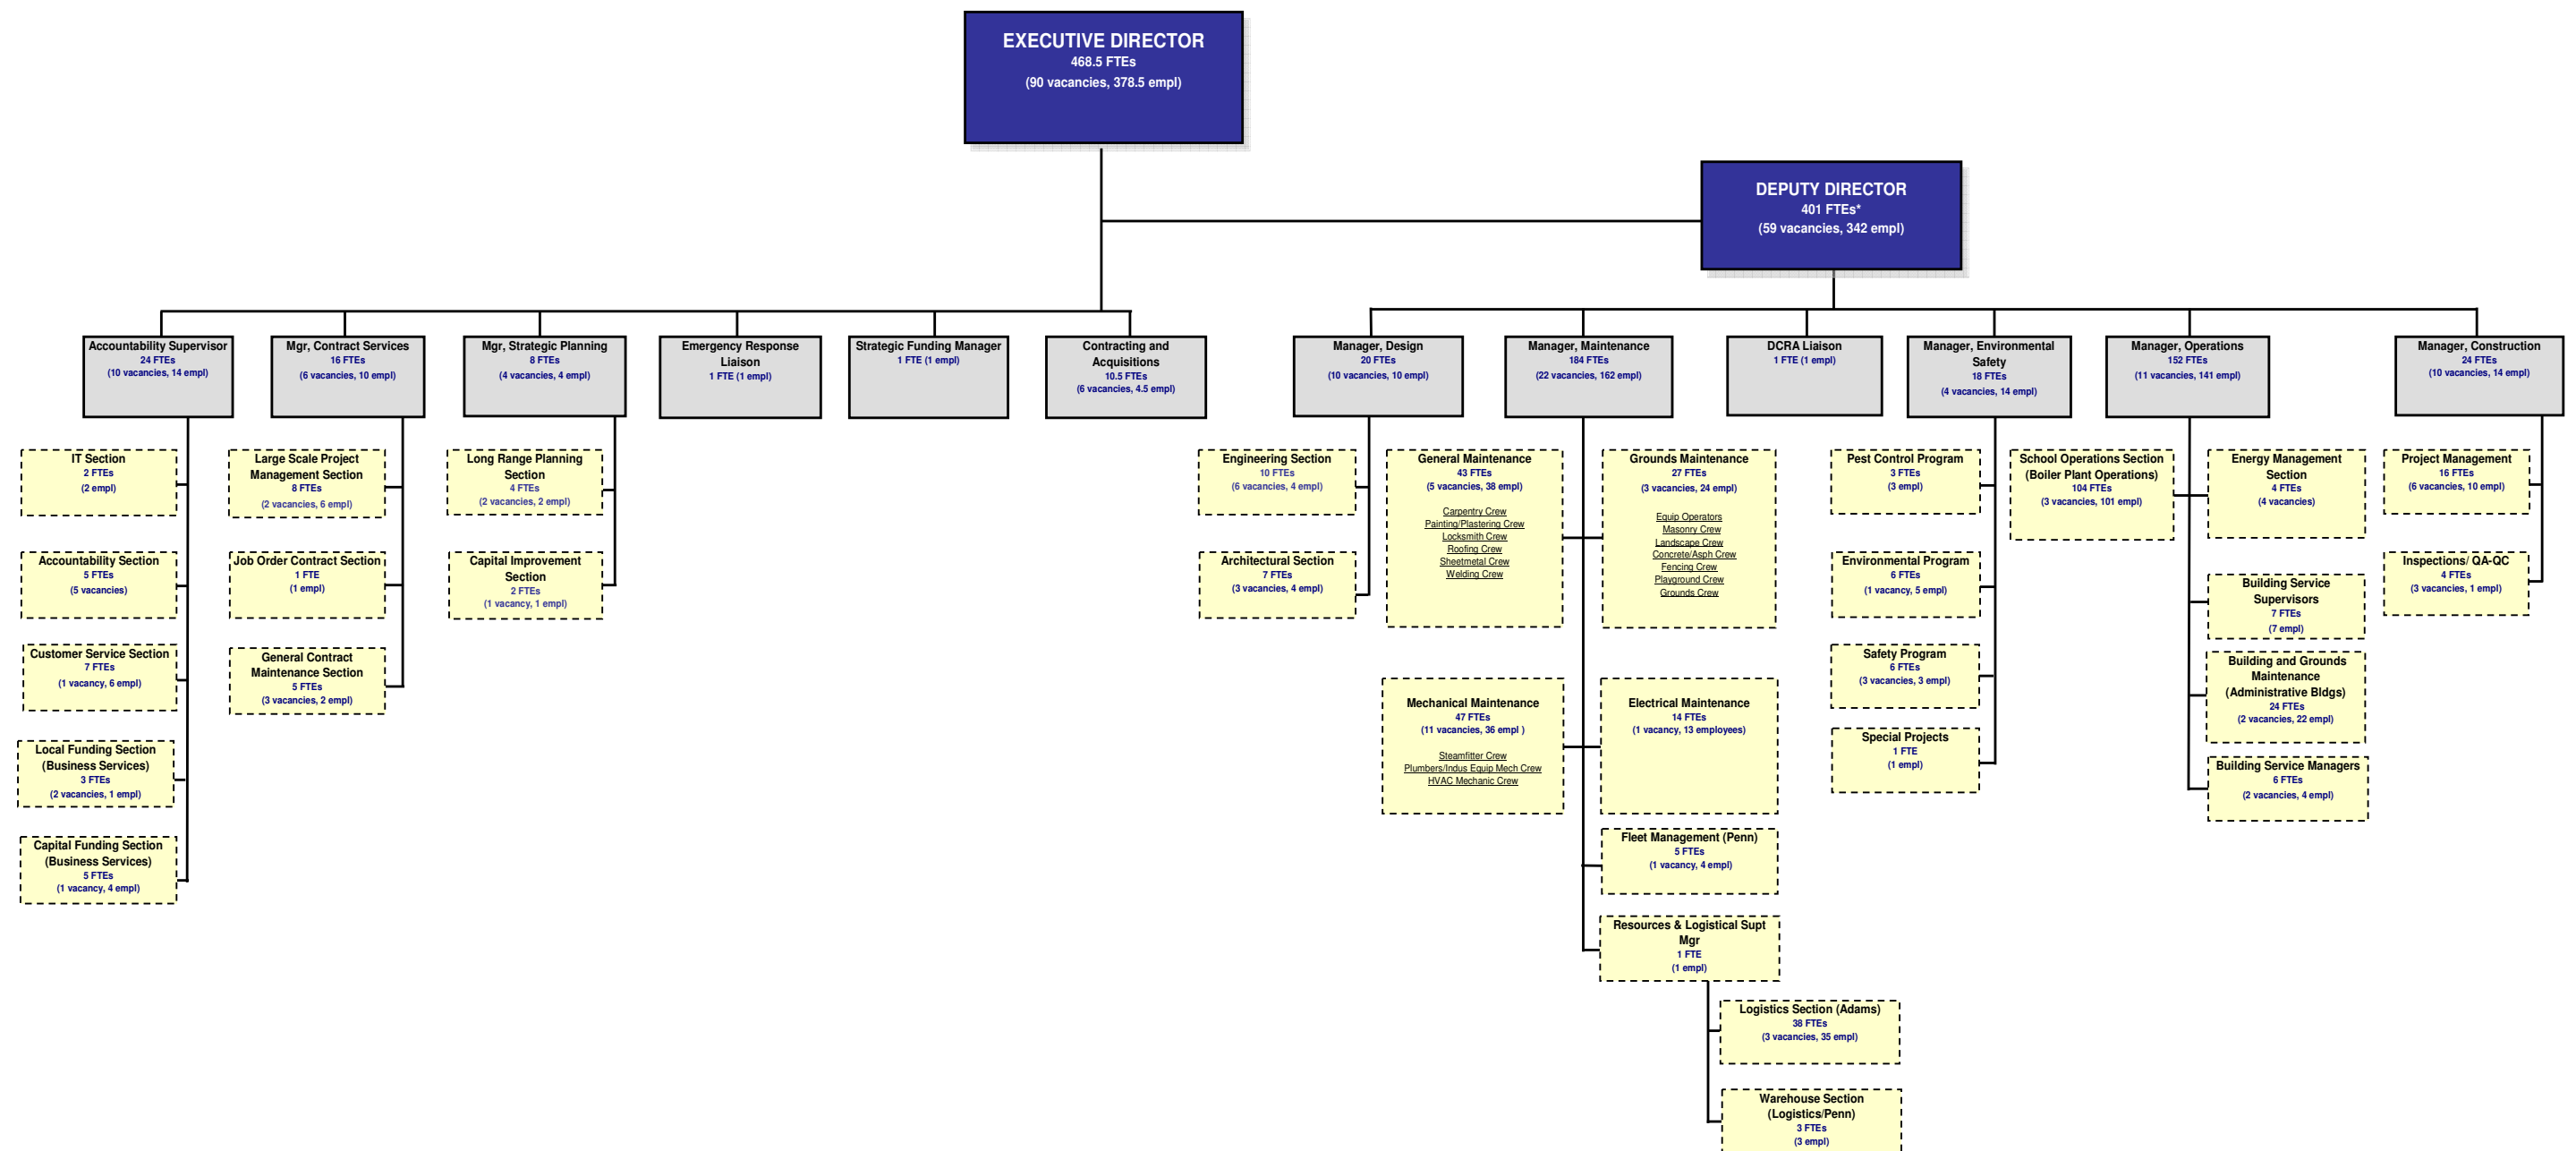 EXECUTIVE DIRECTOR
468.5 FTEs
(90 vacancies, 378.5 empl)
DEPUTY DIRECTOR
401 FTEs*
(59 vacancies, 342 empl)
Accountability Supervisor
24 FTEs
(10 vacancies, 14 empl)
Mgr, Contract Services
16 FTEs
(6 vacancies, 10 empl)
Mgr, Strategic Planning
8 FTEs
(4 vacancies, 4 empl)
Emergency Response
Liaison
1 FTE (1 empl)
Strategic Funding Manager
1 FTE (1 empl)
Contracting and
Acquisitions
10.5 FTEs
(6 vacancies, 4.5 empl)
Manager, Design
20 FTEs
(10 vacancies, 10 empl)
Manager, Maintenance
184 FTEs
(22 vacancies, 162 empl)
DCRA Liaison
1 FTE (1 empl)
Manager, Environmental
Safety
18 FTEs
(4 vacancies, 14 empl)
Manager, Operations
152 FTEs
(11 vacancies, 141 empl)
Manager, Construction
24 FTEs
(10 vacancies, 14 empl)
IT Section
2 FTEs
(2 empl)
Accountability Section
5 FTEs
(5 vacancies)
Customer Service Section
7 FTEs
(1 vacancy, 6 empl)
Local Funding Section
(Business Services)
3 FTEs
(2 vacancies, 1 empl)
Capital Funding Section
(Business Services)
5 FTEs
(1 vacancy, 4 empl)
Large Scale Project
Management Section
8 FTEs
(2 vacancies, 6 empl)
Job Order Contract Section
1 FTE
(1 empl)
General Contract
Maintenance Section
5 FTEs
(3 vacancies, 2 empl)
Long Range Planning
Section
4 FTEs
(2 vacancies, 2 empl)
Capital Improvement
Section
2 FTEs
(1 vacancy, 1 empl)
Engineering Section
10 FTEs
(6 vacancies, 4 empl)
Architectural Section
7 FTEs
(3 vacancies, 4 empl)
General Maintenance
43 FTEs
(5 vacancies, 38 empl)
Carpentry Crew
Painting/Plastering Crew
Locksmith Crew
Roofing Crew
Sheetmetal Crew
Welding Crew
Grounds Maintenance
27 FTEs
(3 vacancies, 24 empl)
Equip Operators
Masonry Crew
Landscape Crew
Concrete/Asph Crew
Fencing Crew
Playground Crew
Grounds Crew
Mechanical Maintenance
47 FTEs
(11 vacancies, 36 empl )
Steamfitter Crew
Plumbers/Indus Equip Mech Crew
HVAC Mechanic Crew
Electrical Maintenance
14 FTEs
(1 vacancy, 13 employees)
Fleet Management (Penn)
5 FTEs
(1 vacancy, 4 empl)
Resources & Logistical Supt
Mgr
1 FTE
(1 empl)
Logistics Section (Adams)
38 FTEs
(3 vacancies, 35 empl)
Warehouse Section
(Logistics/Penn)
3 FTEs
(3 empl)
Pest Control Program
3 FTEs
(3 empl)
Environmental Program
6 FTEs
(1 vacancy, 5 empl)
Safety Program
6 FTEs
(3 vacancies, 3 empl)
Special Projects
1 FTE
(1 empl)
School Operations Section
(Boiler Plant Operations)
104 FTEs
(3 vacancies, 101 empl)
Energy Management
Section
4 FTEs
(4 vacancies)
Building Service
Supervisors
7 FTEs
(7 empl)
Building and Grounds
Maintenance
(Administrative Bldgs)
24 FTEs
(2 vacancies, 22 empl)
Building Service Managers
6 FTEs
(2 vacancies, 4 empl)
Project Management
16 FTEs
(6 vacancies, 10 empl)
Inspections/ QA-QC
4 FTEs
(3 vacancies, 1 empl)